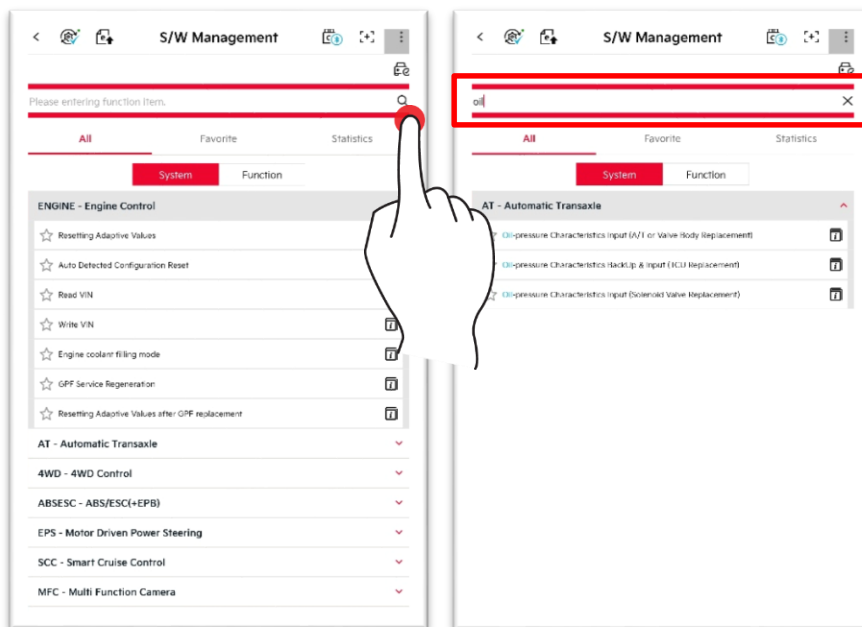 S/W Management
Please entering function item.
All Favorite Statistics
System Function
ENGINE - Engine Control
Resetting Adaptive Values
Auto Detected Configuration Reset
Read VIN
Write VIN
Engine coolant filling mode
GPF Service Regeneration
Resetting Adaptive Values after GPF replacement
AT - Automatic Transaxle
4WD - 4WD Control
ABSESC - ABS/ESC(+EPB)
EPS - Motor Driven Power Steering
SCC - Smart Cruise Control
MFC - Multi Function Camera
S/W Management
oil
All Favorite Statistics
System Function
AT - Automatic Transaxle
Oil-pressure Characteristics Input (A/T or Valve Body Replacement)
Oil-pressure Characteristics BackUp & Input (TCU Replacement)
Oil-pressure Characteristics Input (Solenoid Valve Replacement)